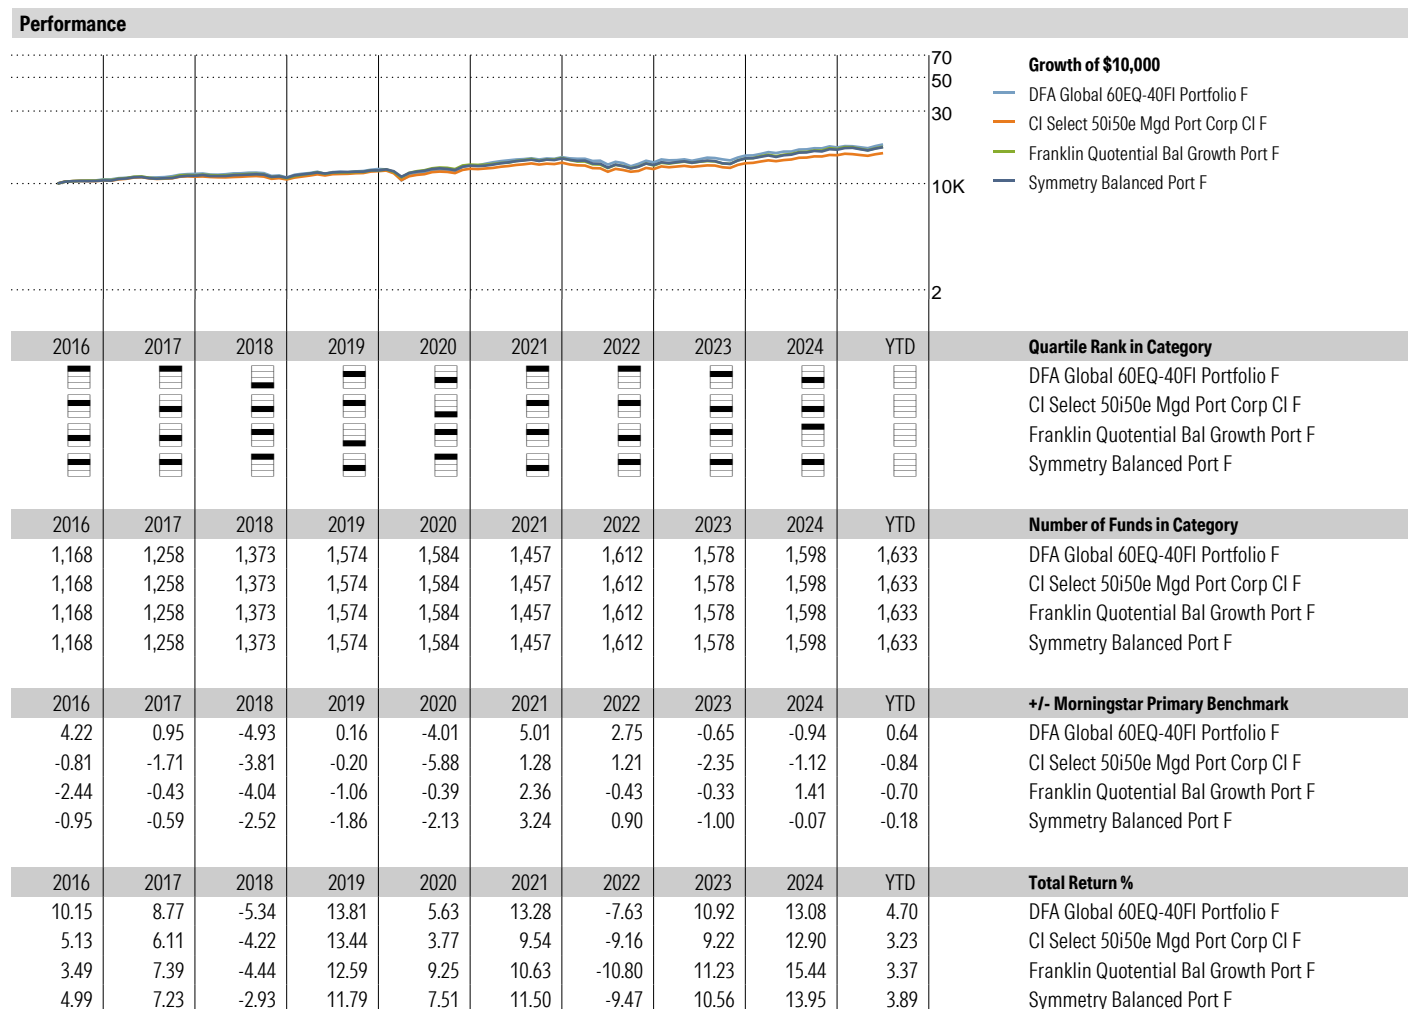 Performance
70
50
30
10K
2
Growth of $10,000
DFA Global 60EQ-40FI Portfolio F
CI Select 50i50e Mgd Port Corp Cl F
Franklin Quotential Bal Growth Port F
Symmetry Balanced Port F
2016 2017 2018 2019 2020 2021 2022 2023 2024 YTD Quartile Rank in Category
DFA Global 60EQ-40FI Portfolio F
CI Select 50i50e Mgd Port Corp Cl F
Franklin Quotential Bal Growth Port F
Symmetry Balanced Port F
2016 2017 2018 2019 2020 2021 2022 2023 2024 YTD Number of Funds in Category
1,168 1,258 1,373 1,574 1,584 1,457 1,612 1,578 1,598 1,633 DFA Global 60EQ-40FI Portfolio F
1,168 1,258 1,373 1,574 1,584 1,457 1,612 1,578 1,598 1,633 CI Select 50i50e Mgd Port Corp Cl F
1,168 1,258 1,373 1,574 1,584 1,457 1,612 1,578 1,598 1,633 Franklin Quotential Bal Growth Port F
1,168 1,258 1,373 1,574 1,584 1,457 1,612 1,578 1,598 1,633 Symmetry Balanced Port F
2016 2017 2018 2019 2020 2021 2022 2023 2024 YTD +/- Morningstar Primary Benchmark
4.22 0.95 -4.93 0.16 -4.01 5.01 2.75 -0.65 -0.94 0.64 DFA Global 60EQ-40FI Portfolio F
-0.81 -1.71 -3.81 -0.20 -5.88 1.28 1.21 -2.35 -1.12 -0.84 CI Select 50i50e Mgd Port Corp Cl F
-2.44 -0.43 -4.04 -1.06 -0.39 2.36 -0.43 -0.33 1.41 -0.70 Franklin Quotential Bal Growth Port F
-0.95 -0.59 -2.52 -1.86 -2.13 3.24 0.90 -1.00 -0.07 -0.18 Symmetry Balanced Port F
2016 2017 2018 2019 2020 2021 2022 2023 2024 YTD Total Return %
10.15 8.77 -5.34 13.81 5.63 13.28 -7.63 10.92 13.08 4.70 DFA Global 60EQ-40FI Portfolio F
5.13 6.11 -4.22 13.44 3.77 9.54 -9.16 9.22 12.90 3.23 CI Select 50i50e Mgd Port Corp Cl F
3.49 7.39 -4.44 12.59 9.25 10.63 -10.80 11.23 15.44 3.37 Franklin Quotential Bal Growth Port F
4.99 7.23 -2.93 11.79 7.51 11.50 -9.47 10.56 13.95 3.89 Symmetry Balanced Port F